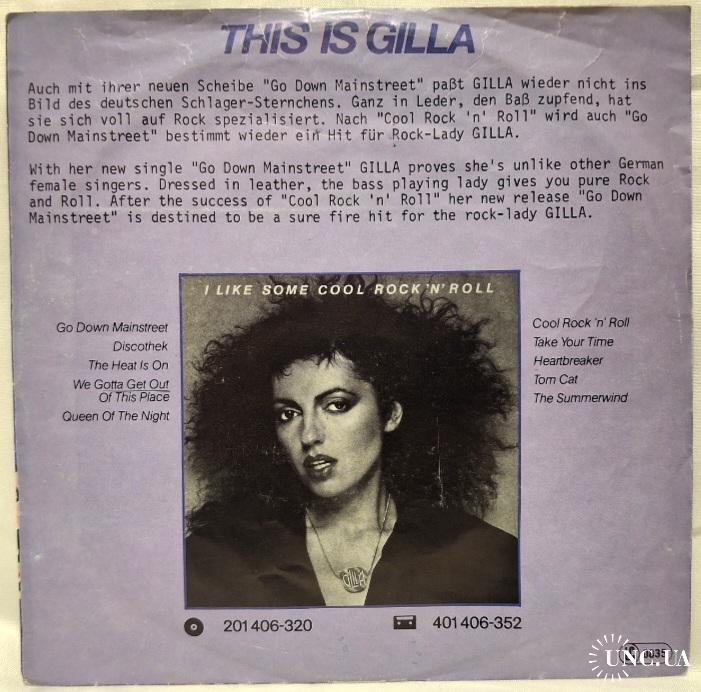 THIS IS GILLA
Auch mit ihrer neuen Scheibe "Go Down Mainstreet" paßt GILLA wieder nicht ins
Bild des deutschen Schlager-Sternchens. Ganz in Leder, den Baß zupfend, hat
sie sich voll auf Rock spezialisiert. Nach "Cool Rock 'n' Roll" wird auch "Go
Down Mainstreet" bestimmt wieder ein Hit für Rock-Lady GILLA.
With her new single "Go Down Mainstreet" GILLA proves she's unlike other German
female singers. Dressed in leather, the bass playing lady gives you pure Rock
and Roll. After the success of "Cool Rock 'n' Roll" her new release "Go Down
Mainstreet" is destined to be a sure fire hit for the rock-lady GILLA.
I LIKE SOME COOL ROCK 'N' ROLL
Go Down Mainstreet
Discothek
The Heat Is On
We Gotta Get Out
Of This Place
Queen Of The Night
Cool Rock 'n' Roll
Take Your Time
Heartbreaker
Tom Cat
The Summerwind
gilla
201 406-320
401 406-352
0035
UNC.UA